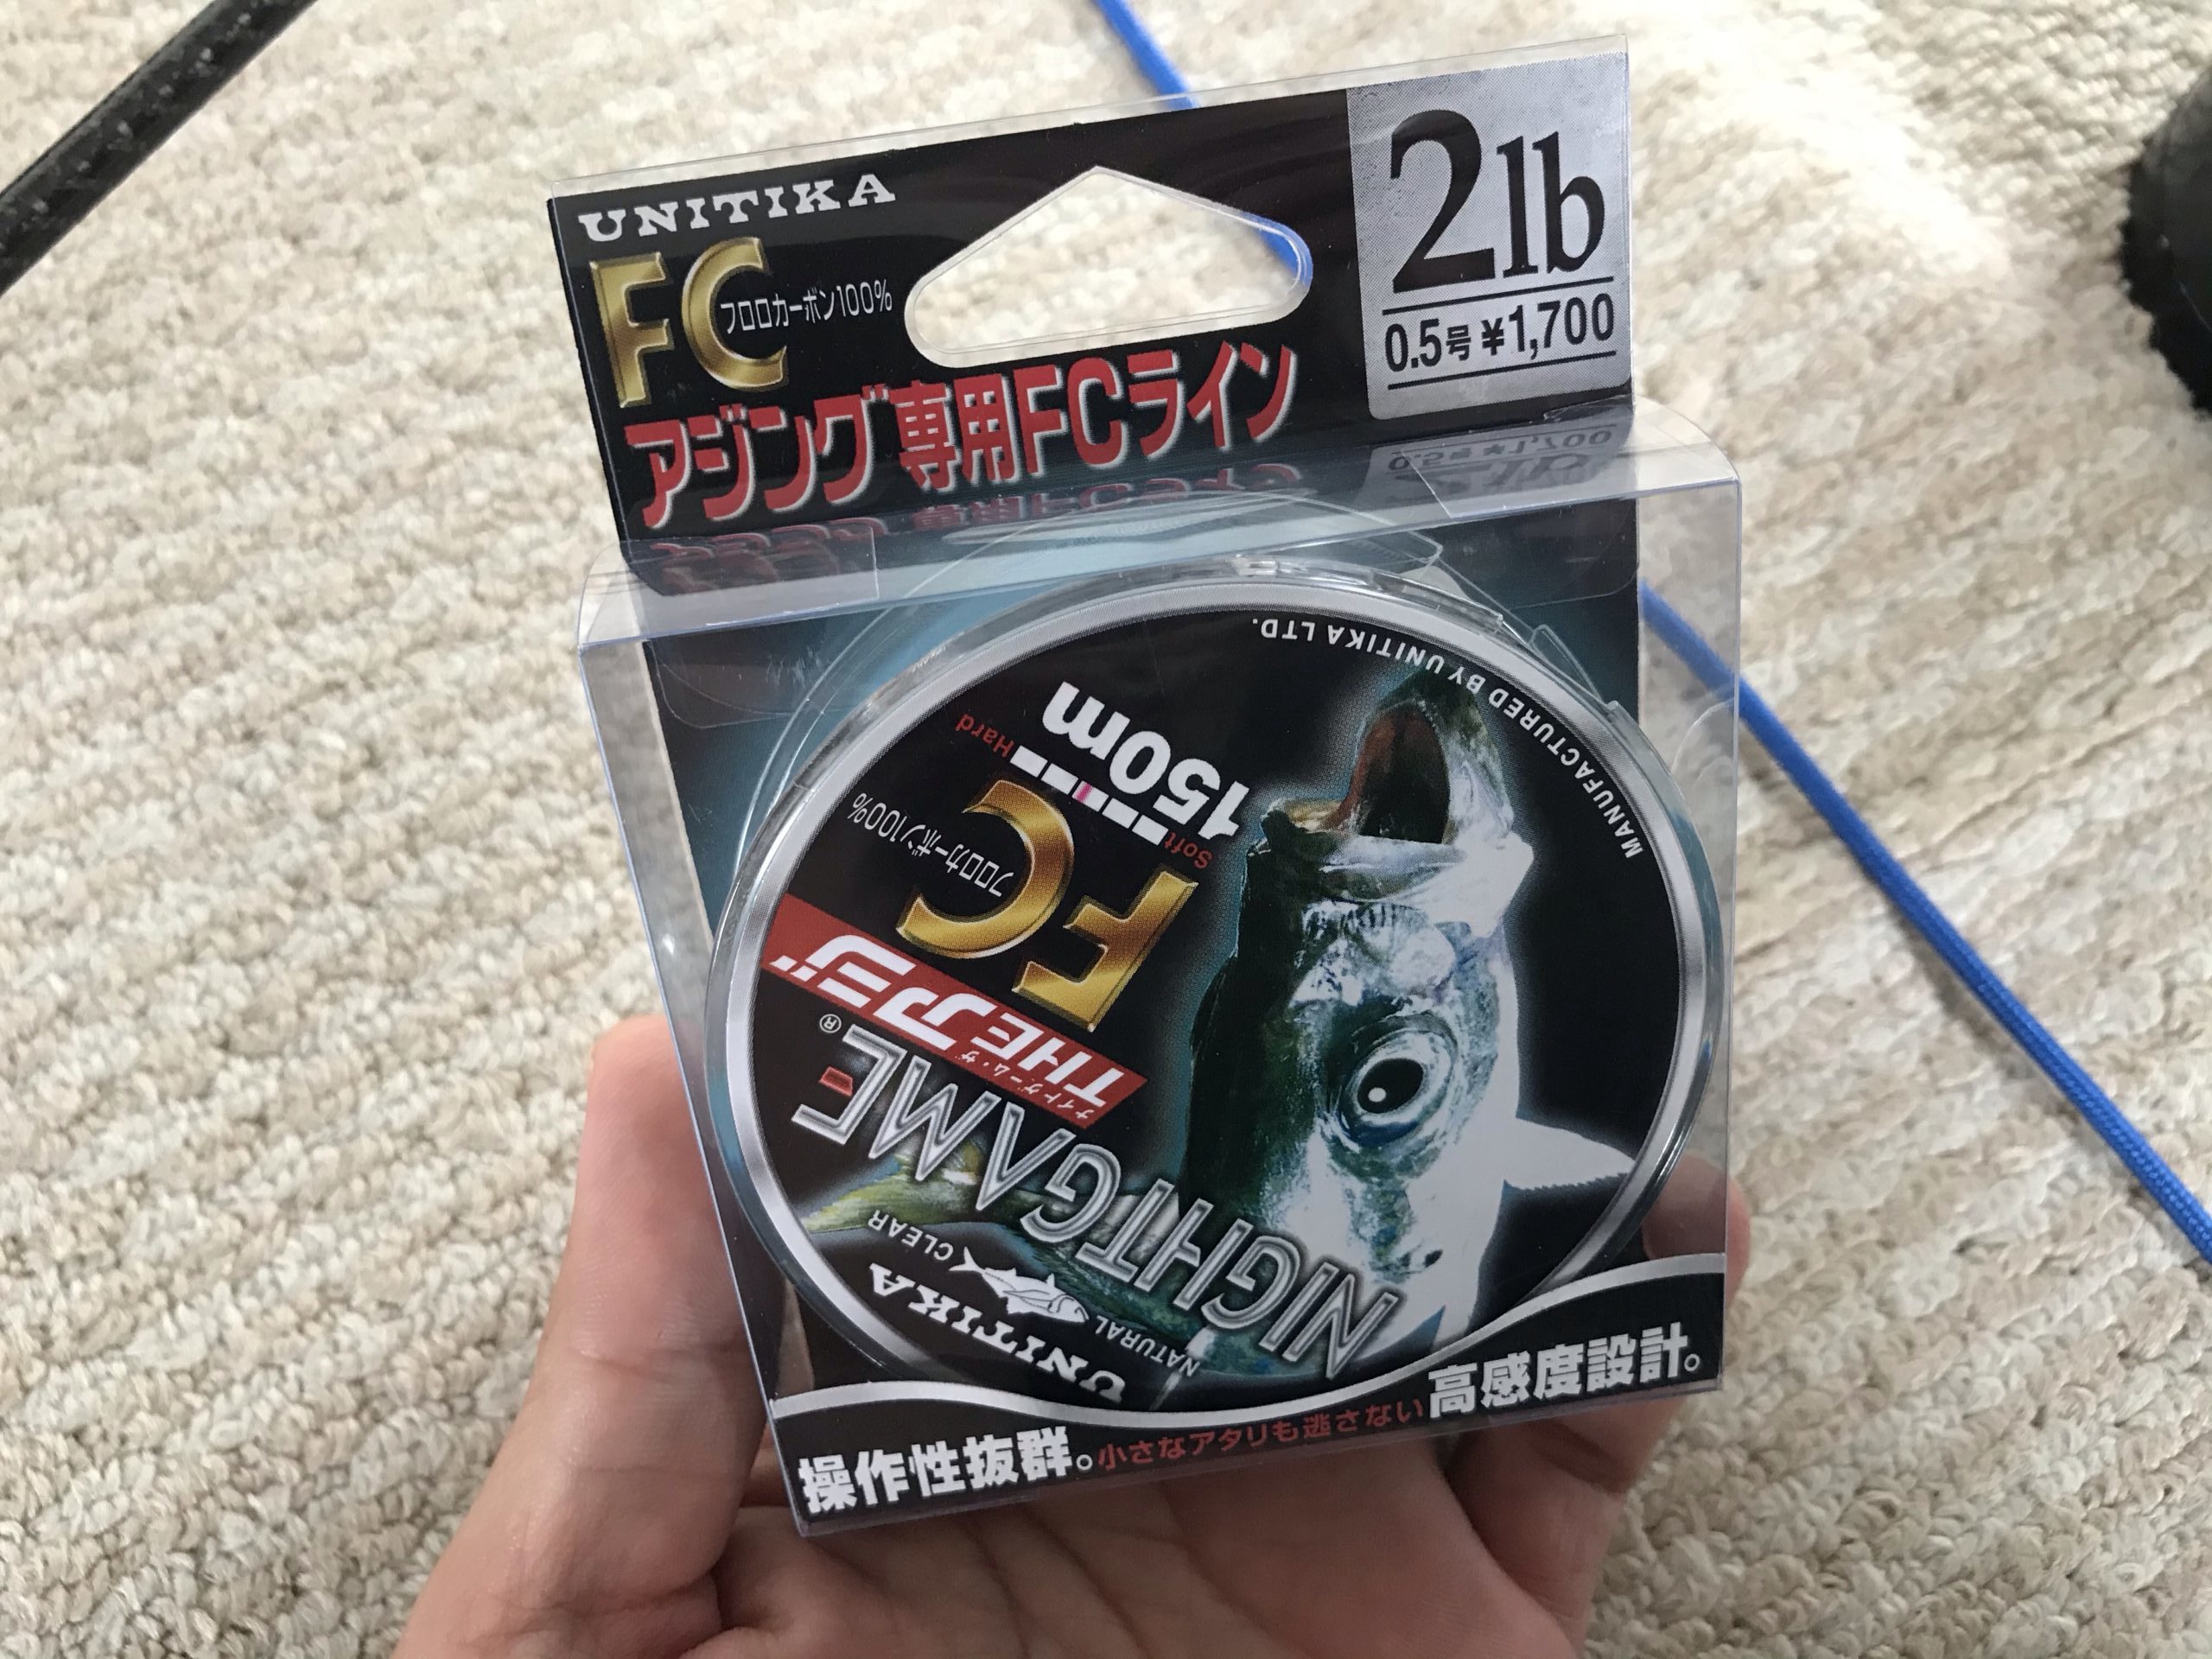 UNITIKA
FC
フロロカーボン100%
アジング専用FCライン
2lb
0.5号 ¥1,700
UNITIKA
NATURAL CLEAR
NIGHTGAME®
ナイトゲーム・ザ
THEアジ
FC
フロロカーボン100%
Soft Hard
150m
MANUFACTURED BY UNITIKA LTD.
操作性抜群。小さなアタリも逃さない高感度設計。